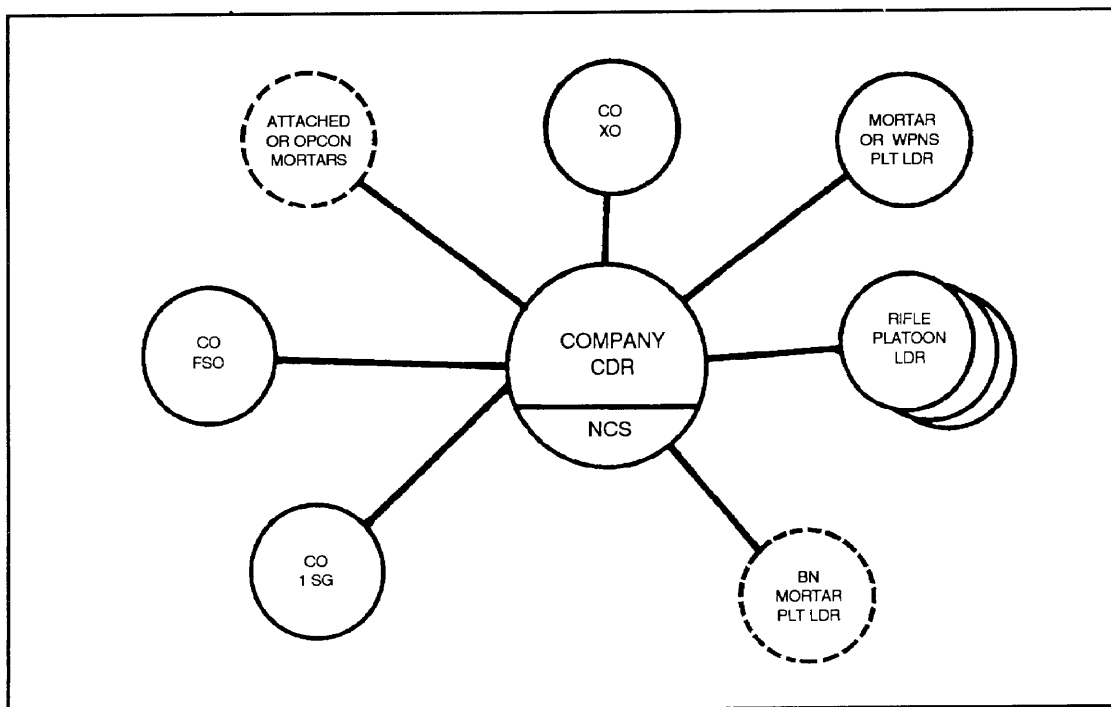 ATTACHED
OR OPCON
MORTARS
CO
XO
MORTAR
OR WPNS
PLT LDR
CO
FSO
COMPANY
CDR
NCS
RIFLE
PLATOON
LDR
CO
1 SG
BN
MORTAR
PLT LDR